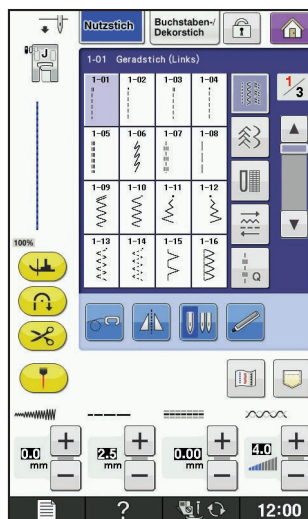 Nutzstich
Buchstaben-/
Dekorstich
J
1-01 Geradstich (Links)
1-01 1-02 1-03 1-04
1/3
1-05 1-06 1-07 1-08
1-09 1-10 1-11 1-12
1-13 1-14 1-15 1-16
Q
100%
0.0 mm
2.5 mm
0.00 mm
4.0
+ + + +
− − − −
?
12:00